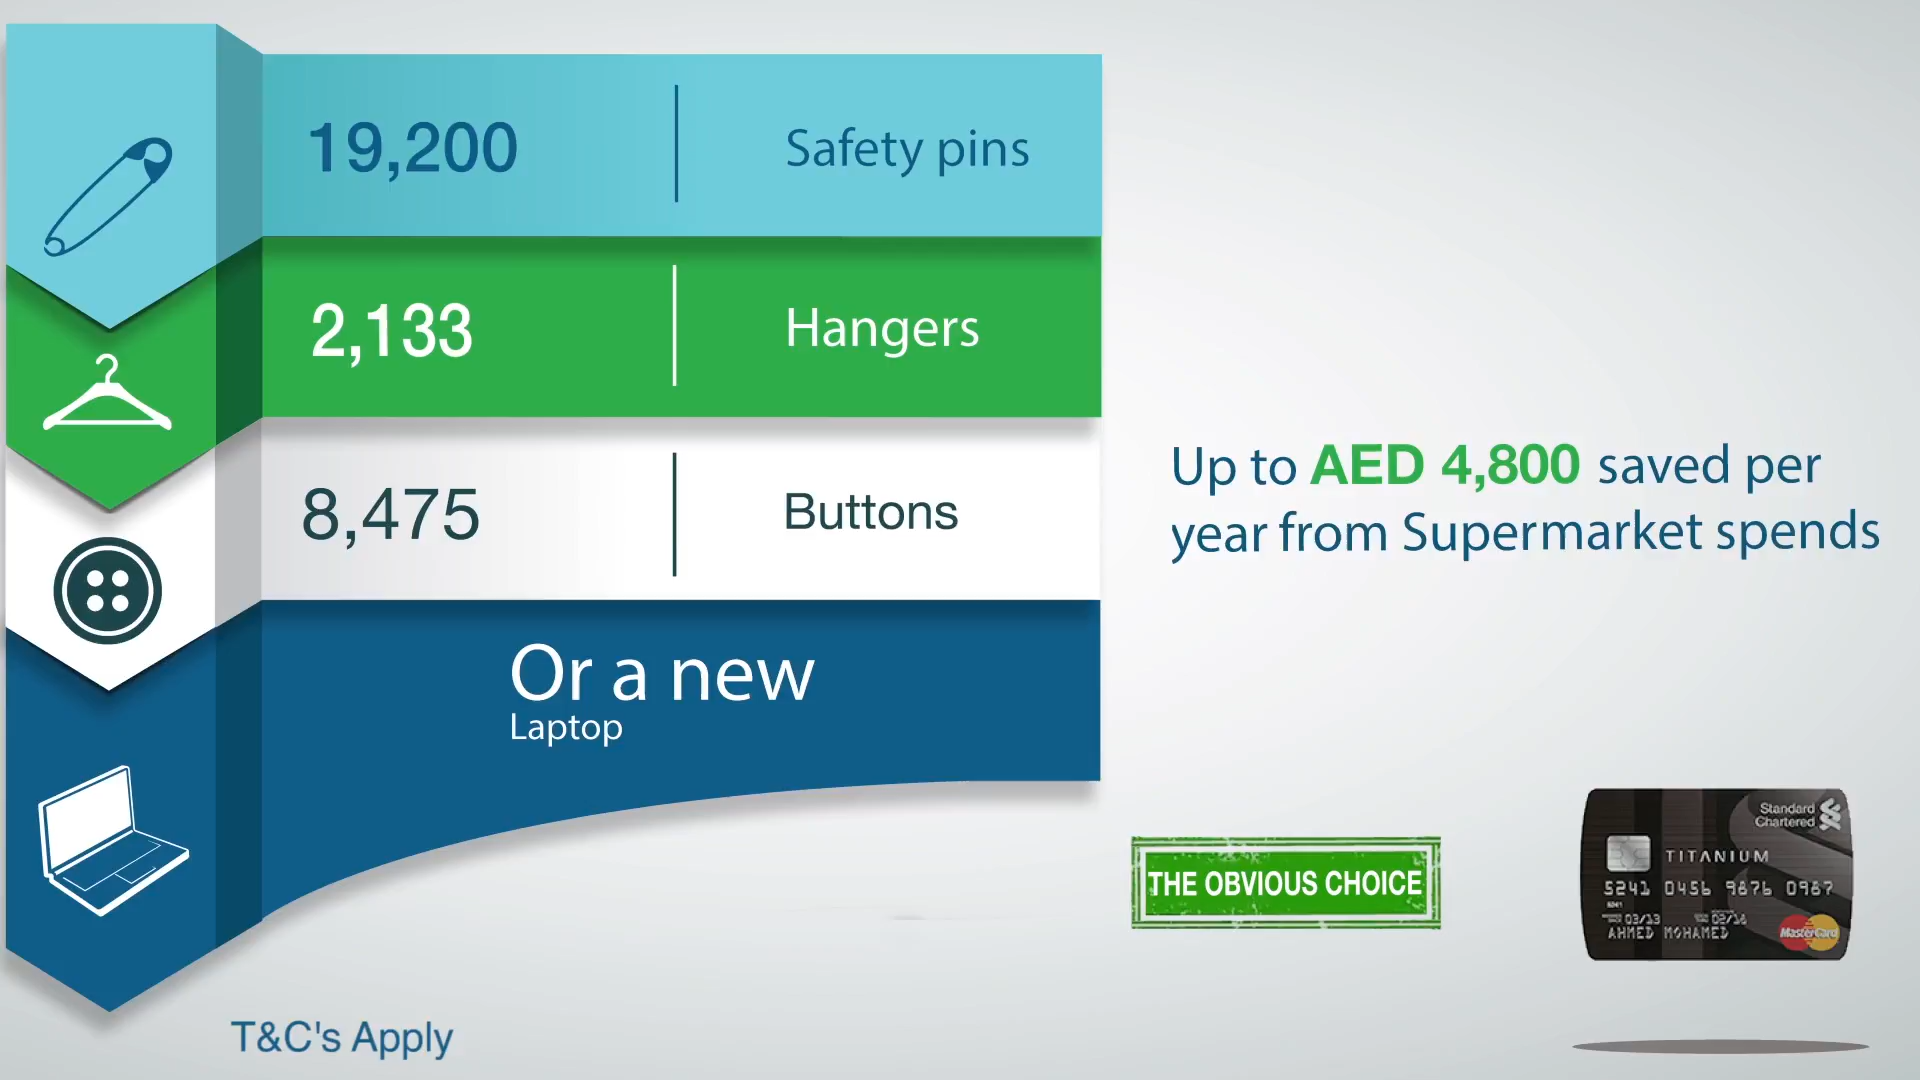 19,200
Safety pins
2,133
Hangers
8,475
Buttons
Or a new
Laptop
Up to AED 4,800 saved per
year from Supermarket spends
THE OBVIOUS CHOICE
Standard
Chartered
TITANIUM
5241 0456 9876 0987
5241
03/13 02/16
AHMED MOHAMED
MasterCard
T&C's Apply